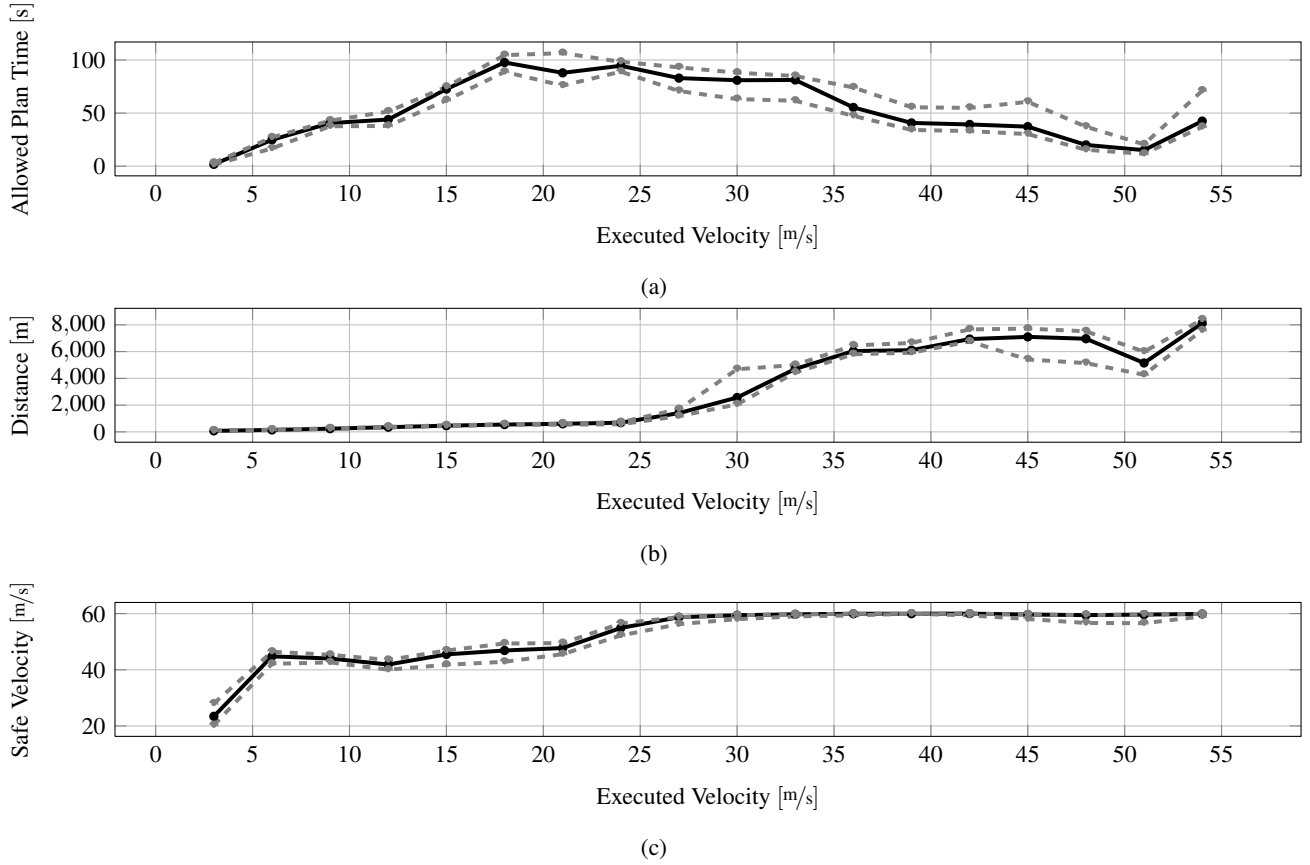 Allowed Plan Time [s]
100
50
0
0 5 10 15 20 25 30 35 40 45 50 55
Executed Velocity [m/s]
(a)
Distance [m]
8,000
6,000
4,000
2,000
0
0 5 10 15 20 25 30 35 40 45 50 55
Executed Velocity [m/s]
(b)
Safe Velocity [m/s]
60
40
20
0 5 10 15 20 25 30 35 40 45 50 55
Executed Velocity [m/s]
(c)